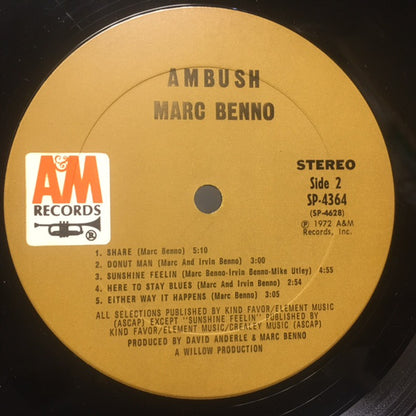 AMBUSH
MARC BENNO
A&M
RECORDS
®
STEREO
Side 2
SP-4364
(SP-4628)
℗ 1972 A&M
Records, Inc.
1. SHARE (Marc Benno) 5:10
2. DONUT MAN (Marc And Irvin Benno) 3:00
3. SUNSHINE FEELIN (Marc Benno-Irvin Benno-Mike Utley) 4:55
4. HERE TO STAY BLUES (Marc And Irvin Benno) 2:54
5. EITHER WAY IT HAPPENS (Marc Benno) 3:05
ALL SELECTIONS PUBLISHED BY KIND FAVOR/ELEMENT MUSIC
(ASCAP) EXCEPT "SUNSHINE FEELIN" PUBLISHED BY
KIND FAVOR/ELEMENT MUSIC/CREALEY MUSIC (ASCAP)
PRODUCED BY DAVID ANDERLE & MARC BENNO
A WILLOW PRODUCTION